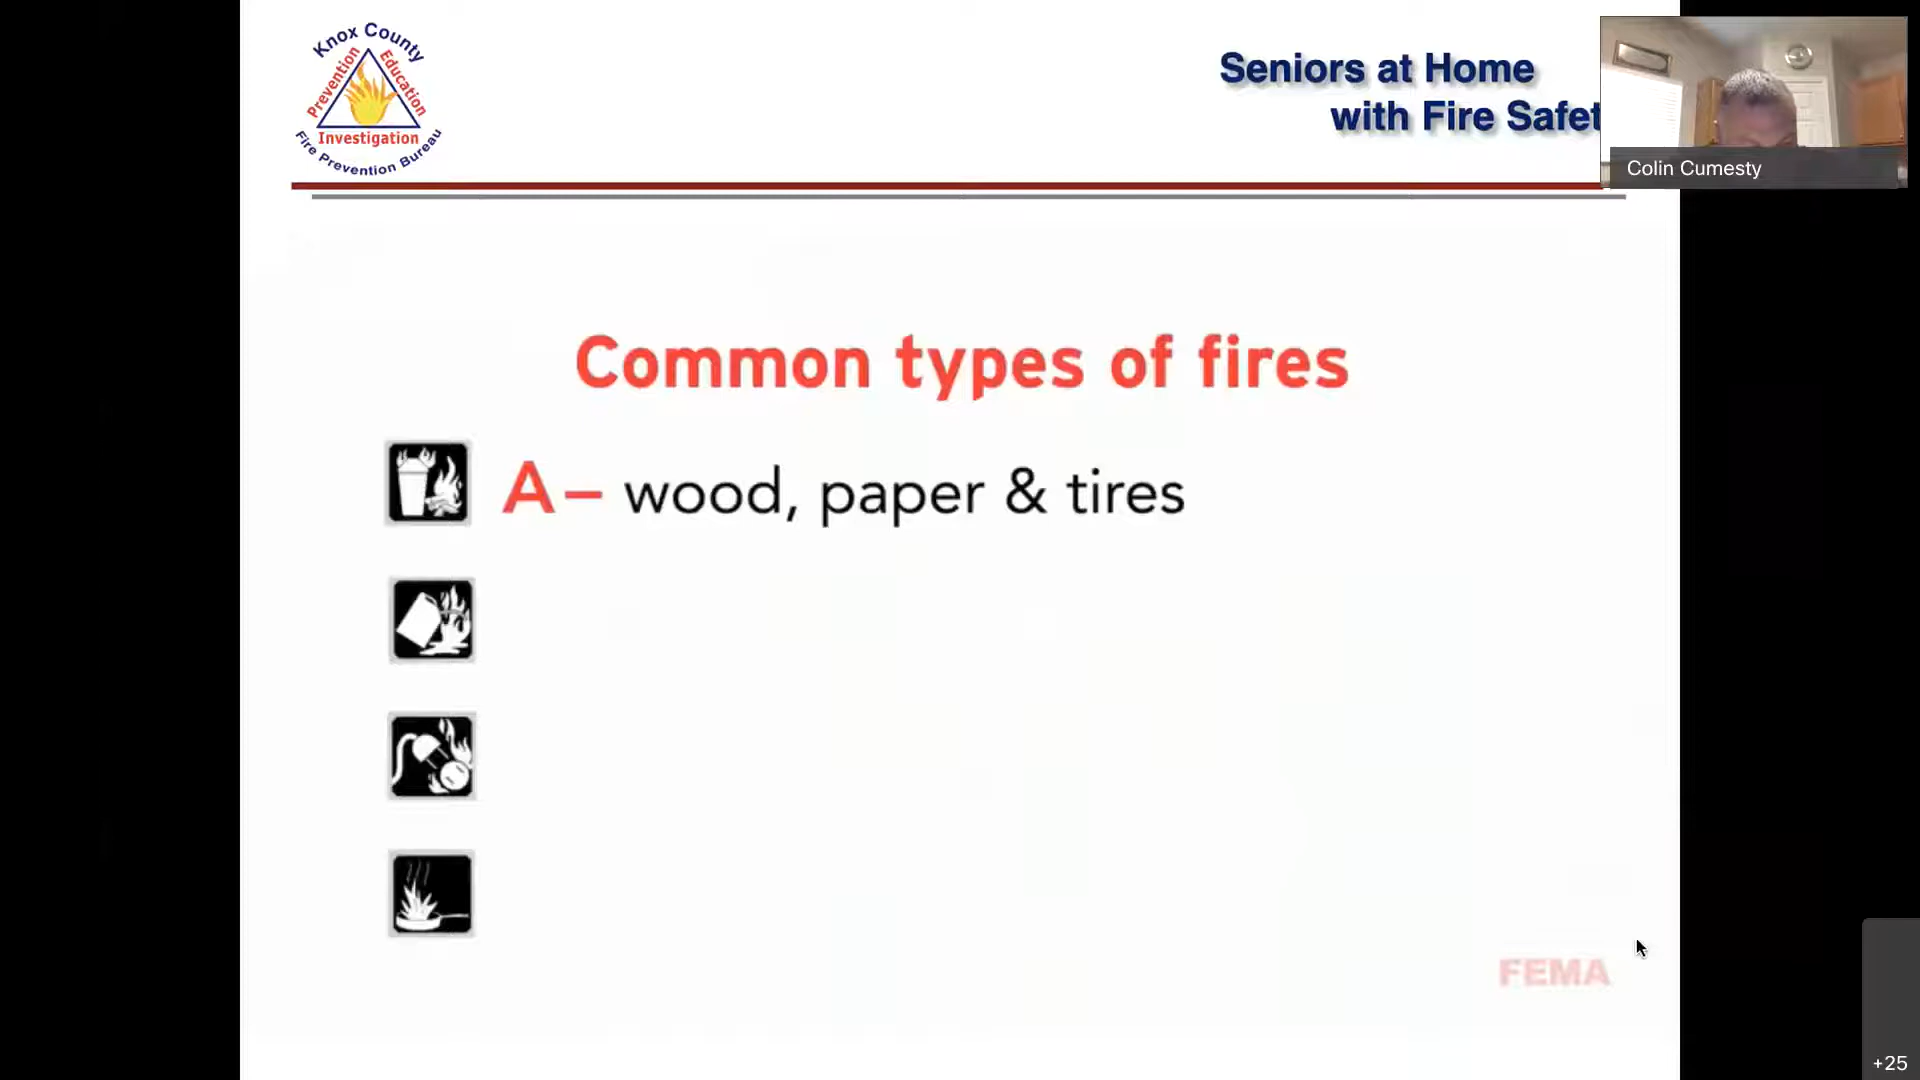 Knox County
Prevention
Education
Investigation
Fire Prevention Bureau
Seniors at Home
with Fire Safet
Colin Cumesty
Common types of fires
A – wood, paper & tires
FEMA
+25